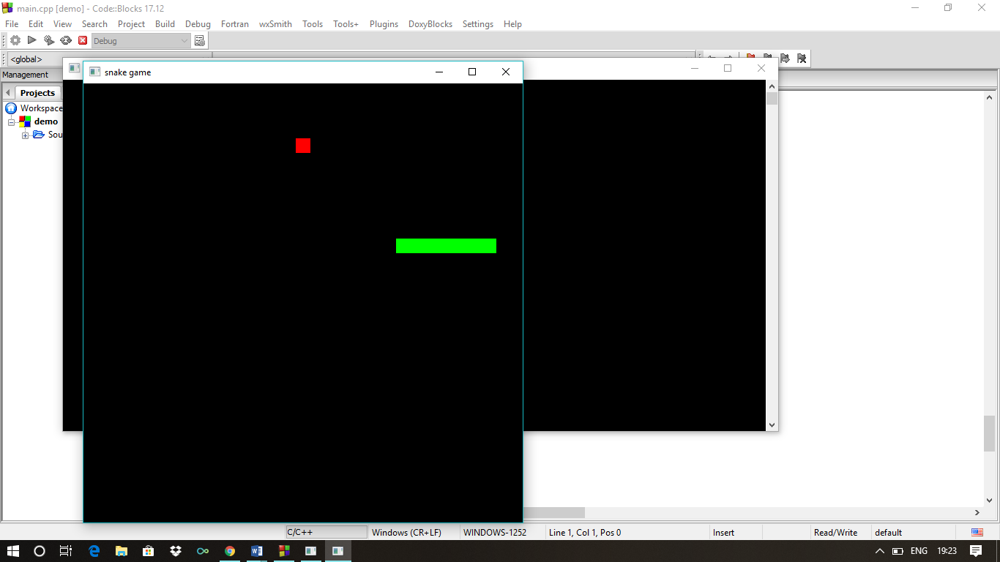 main.cpp [demo] - Code::Blocks 17.12
File Edit View Search Project Build Debug Fortran wxSmith Tools Tools+ Plugins DoxyBlocks Settings Help
Debug
<global>
snake game
Management
Projects
Workspace
demo
Sou
C/C++ Windows (CR+LF) WINDOWS-1252 Line 1, Col 1, Pos 0 Insert Read/Write default
ENG 19:23